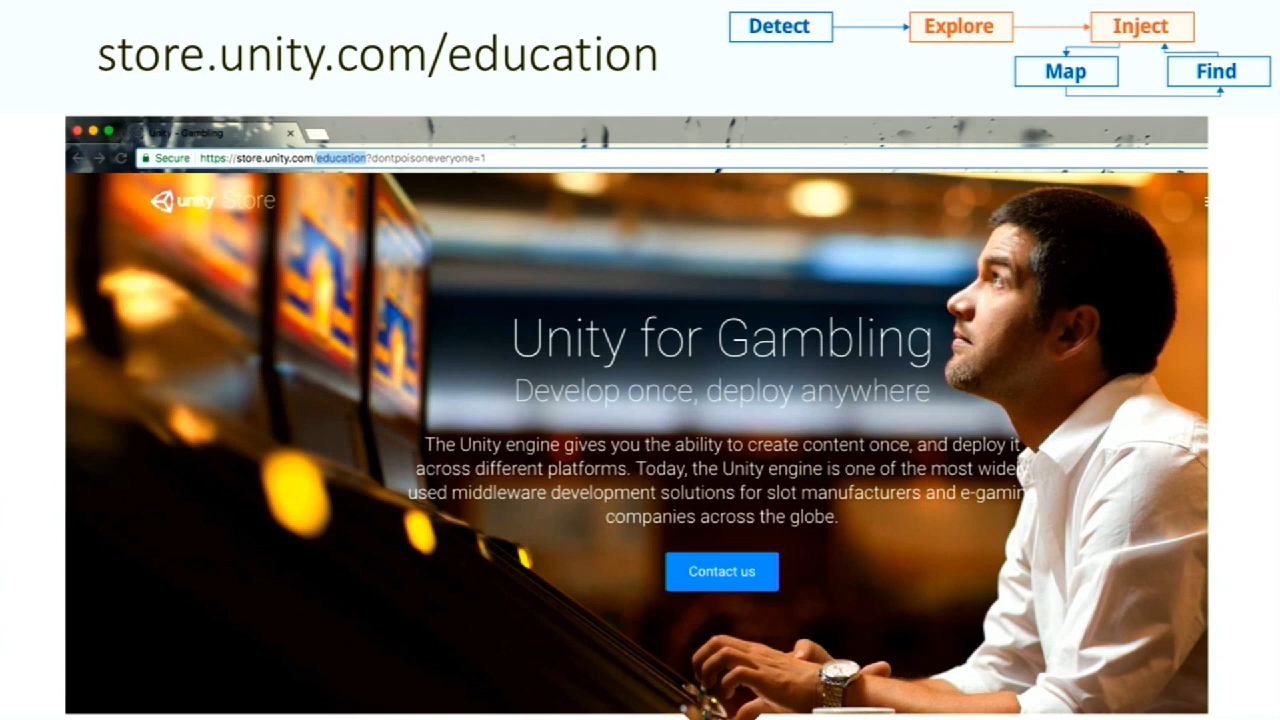 store.unity.com/education
Detect
Explore
Inject
Map
Find
Unity - Gambling
Secure
https://store.unity.com/education?dontpoisoneveryone=1
unity Store
Unity for Gambling
Develop once, deploy anywhere
The Unity engine gives you the ability to create content once, and deploy it
across different platforms. Today, the Unity engine is one of the most widely
used middleware development solutions for slot manufacturers and e-gamin
companies across the globe.
Contact us